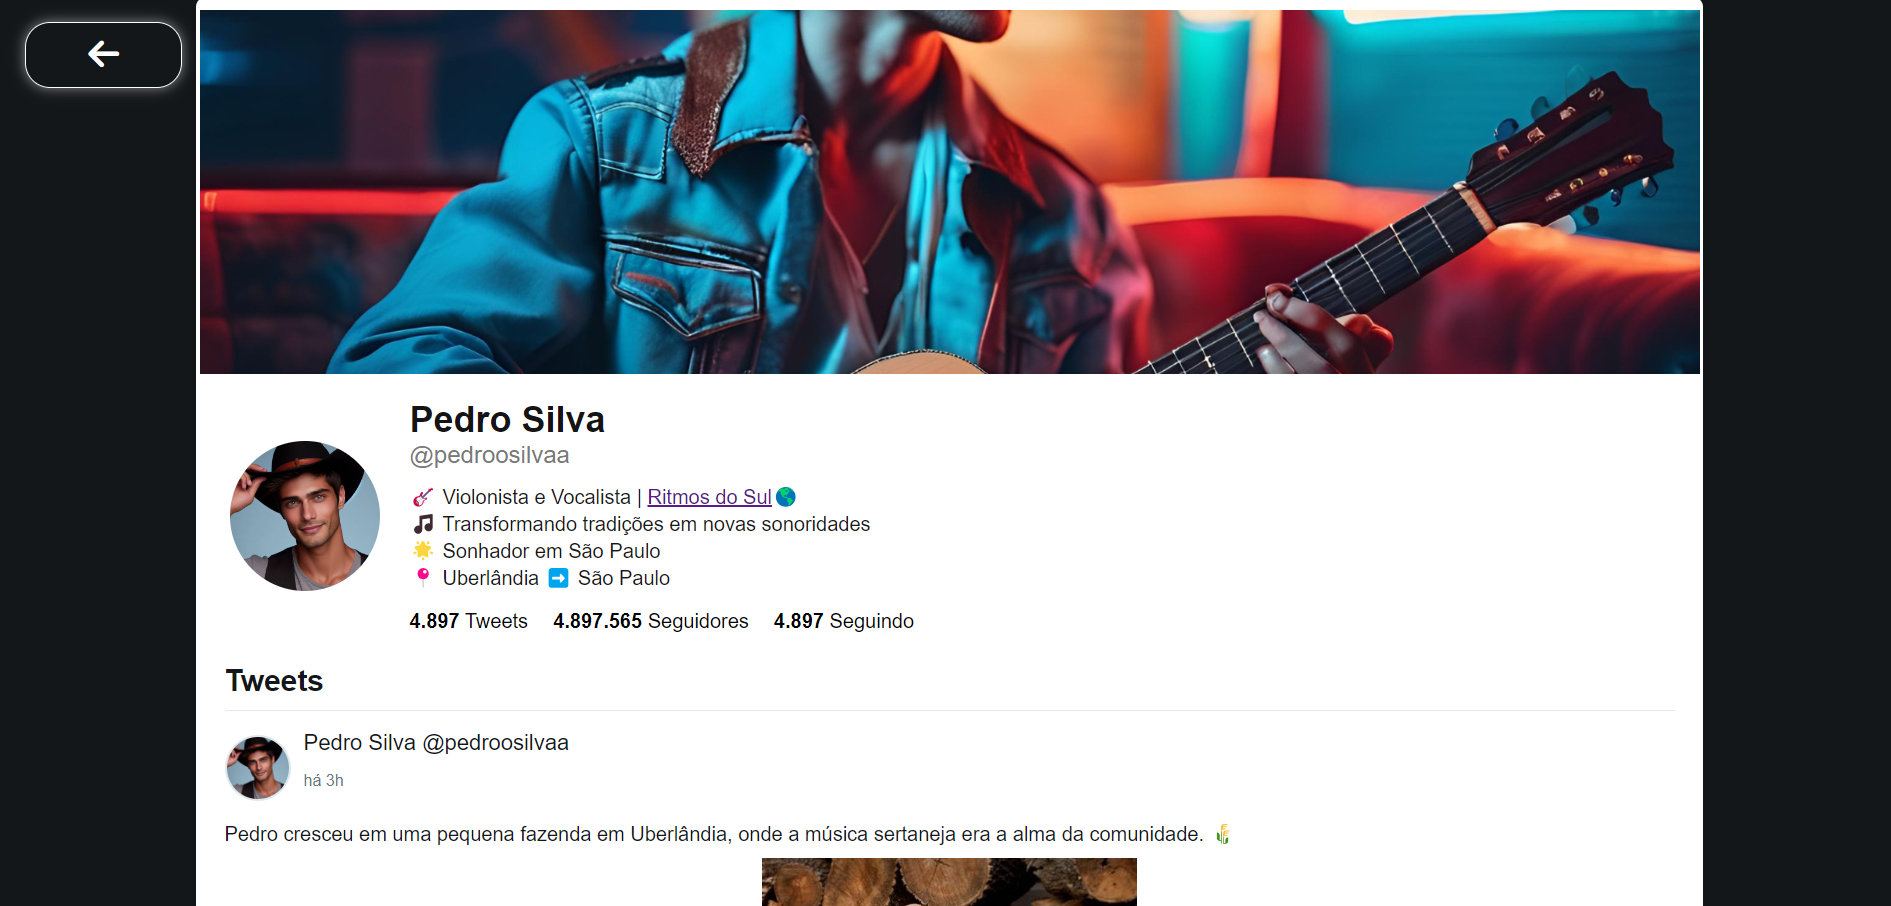 Pedro Silva
@pedroosilvaa
🎸 Violonista e Vocalista | Ritmos do Sul🌎
🎵 Transformando tradições em novas sonoridades
🌟 Sonhador em São Paulo
📍 Uberlândia ➡️ São Paulo
4.897 Tweets 4.897.565 Seguidores 4.897 Seguindo
Tweets
Pedro Silva @pedroosilvaa
há 3h
Pedro cresceu em uma pequena fazenda em Uberlândia, onde a música sertaneja era a alma da comunidade. 🌾